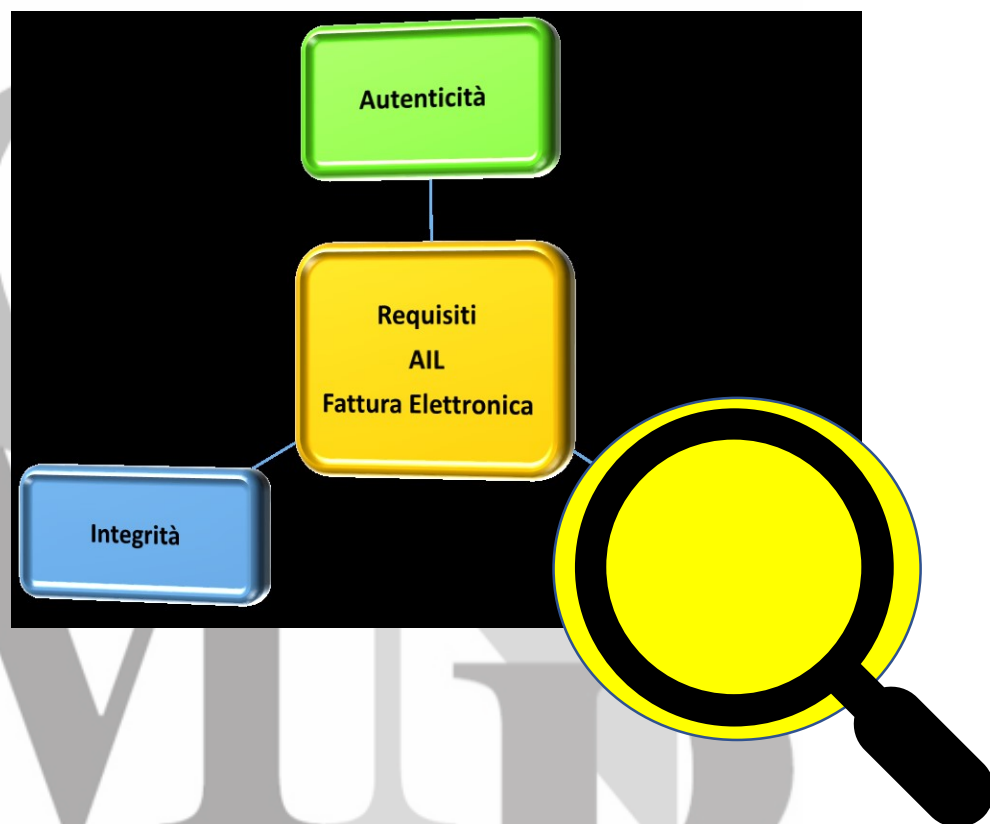 Autenticità
Requisiti
AIL
Fattura Elettronica
Integrità